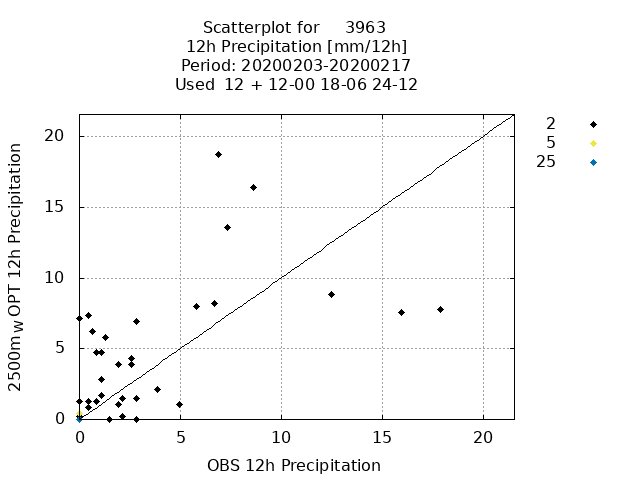 Scatterplot for 3963
12h Precipitation [mm/12h]
Period: 20200203-20200217
Used 12 + 12-00 18-06 24-12
2
5
25
2500m w OPT 12h Precipitation
20
15
10
5
0
0 5 10 15 20
OBS 12h Precipitation